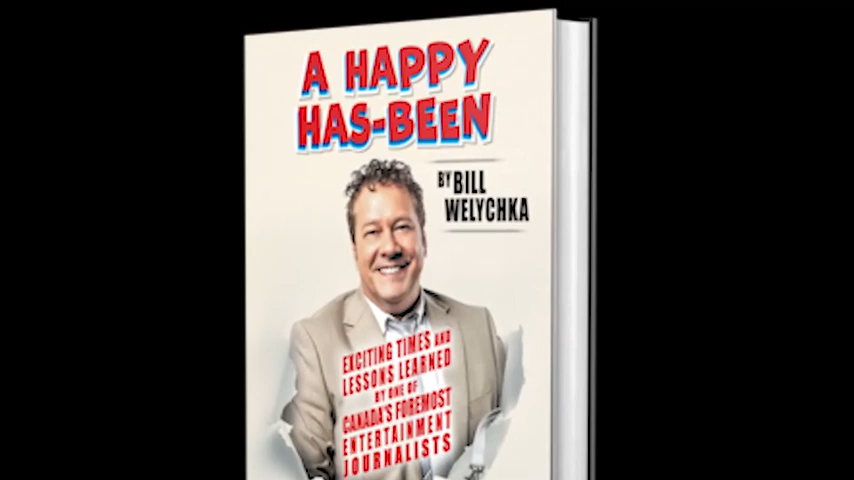 A HAPPY
HAS-BEEN
BY BILL
WELYCHKA
EXCITING TIMES AND
LESSONS LEARNED
BY ONE OF
CANADA'S FOREMOST
ENTERTAINMENT
JOURNALISTS